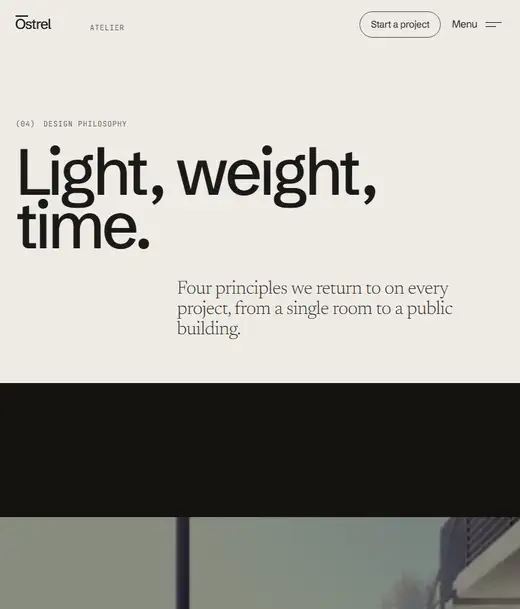 Ōstrel
ATELIER
Start a project
Menu
(04) DESIGN PHILOSOPHY
Light, weight,
time.
Four principles we return to on every
project, from a single room to a public
building.